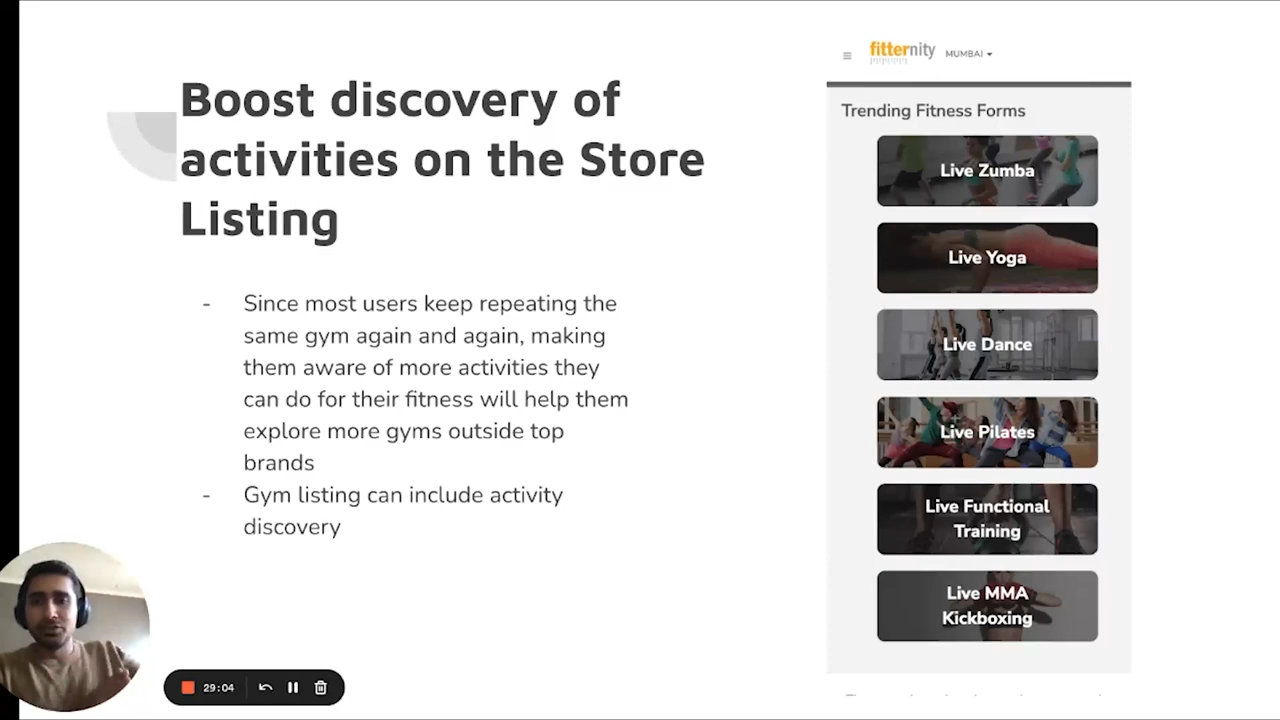 Boost discovery of
activities on the Store
Listing
- Since most users keep repeating the
same gym again and again, making
them aware of more activities they
can do for their fitness will help them
explore more gyms outside top
brands
- Gym listing can include activity
discovery
fitternity MUMBAI
Trending Fitness Forms
Live Zumba
Live Yoga
Live Dance
Live Pilates
Live Functional
Training
Live MMA
Kickboxing
29:04